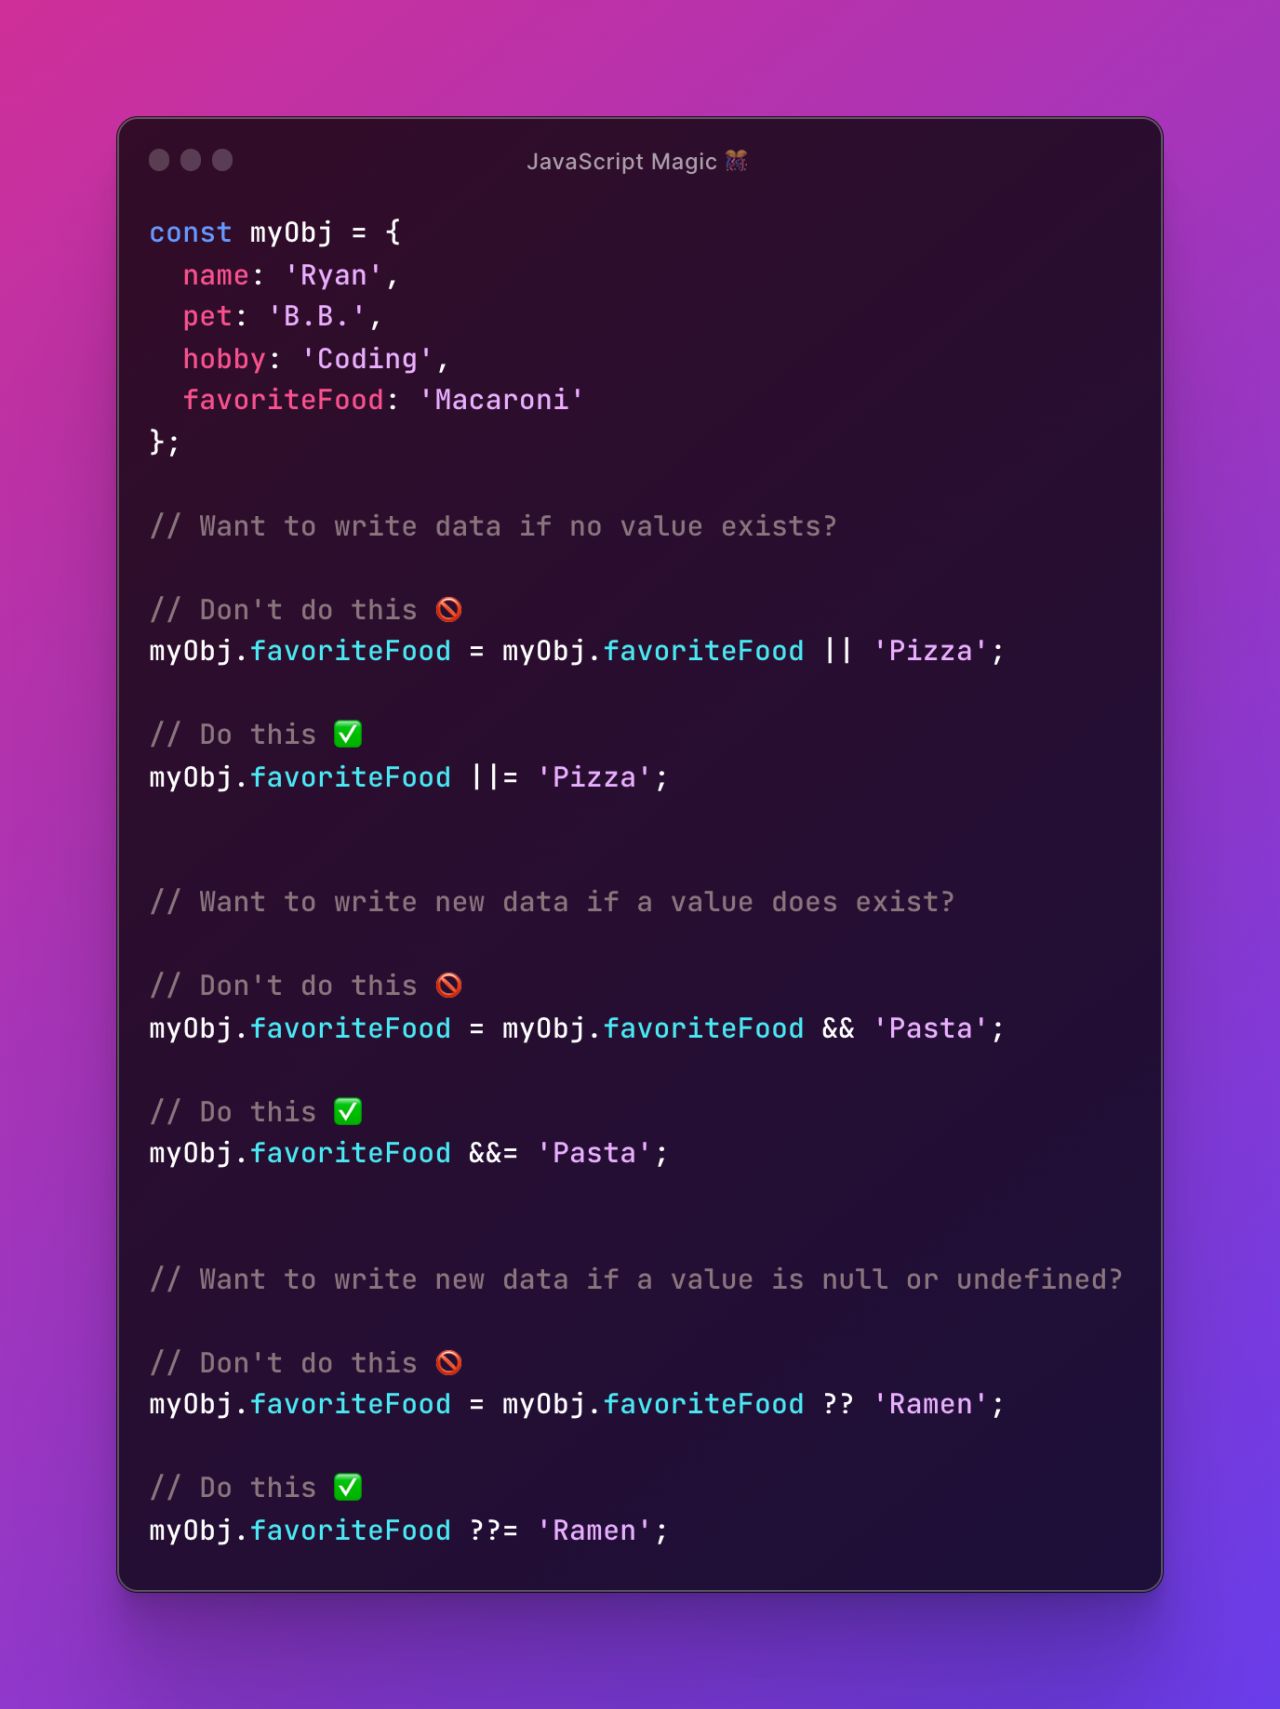 JavaScript Magic
const myObj = {
  name: 'Ryan',
  pet: 'B.B.',
  hobby: 'Coding',
  favoriteFood: 'Macaroni'
};
// Want to write data if no value exists?
// Don't do this 🚫
myObj.favoriteFood = myObj.favoriteFood || 'Pizza';
// Do this ✅
myObj.favoriteFood ||= 'Pizza';
// Want to write new data if a value does exist?
// Don't do this 🚫
myObj.favoriteFood = myObj.favoriteFood && 'Pasta';
// Do this ✅
myObj.favoriteFood &&= 'Pasta';
// Want to write new data if a value is null or undefined?
// Don't do this 🚫
myObj.favoriteFood = myObj.favoriteFood ?? 'Ramen';
// Do this ✅
myObj.favoriteFood ??= 'Ramen';